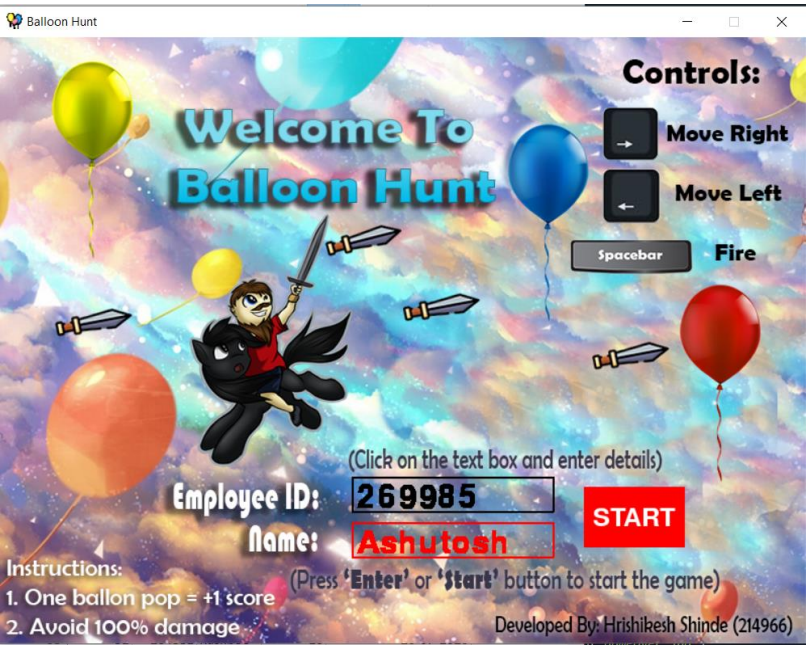 Balloon Hunt
Controls:
Welcome To
Balloon Hunt
→ Move Right
← Move Left
Spacebar Fire
(Click on the text box and enter details)
Employee ID: 269985
START
Name: Ashutosh
Instructions:
(Press ‘Enter’ or ‘Start’ button to start the game)
1. One ballon pop = +1 score
2. Avoid 100% damage
Developed By: Hrishikesh Shinde (214966)